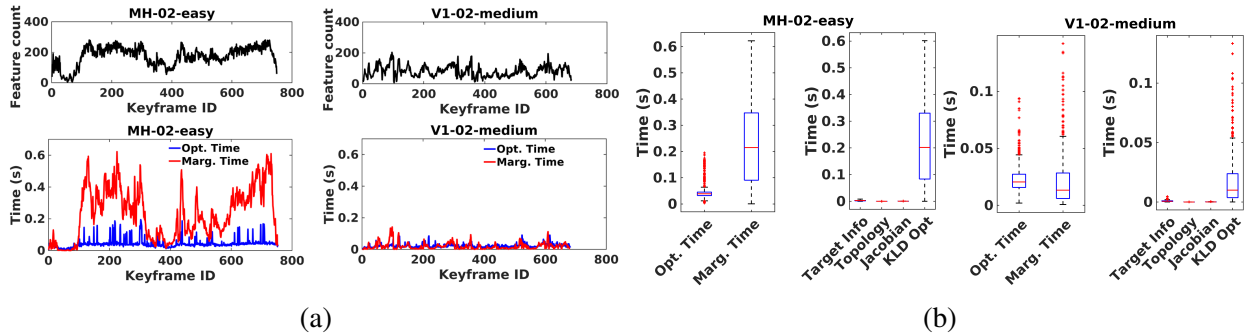 MH-02-easy
Feature count
400
200
0
0 200 400 600 800
Keyframe ID
V1-02-medium
Feature count
400
200
0
0 200 400 600 800
Keyframe ID
MH-02-easy
Time (s)
0.6
0.4
0.2
0
Opt. Time
Marg. Time
0 200 400 600 800
Keyframe ID
V1-02-medium
Time (s)
0.6
0.4
0.2
0
Opt. Time
Marg. Time
0 200 400 600 800
Keyframe ID
(a)
MH-02-easy
Time (s)
0.6
0.5
0.4
0.3
0.2
0.1
0
Opt. Time
Marg. Time
Time (s)
0.6
0.5
0.4
0.3
0.2
0.1
0
Target Info
Topology
Jacobian
KLD Opt
V1-02-medium
Time (s)
0.1
0.05
0
Opt. Time
Marg. Time
Time (s)
0.1
0.05
0
Target Info
Topology
Jacobian
KLD Opt
(b)